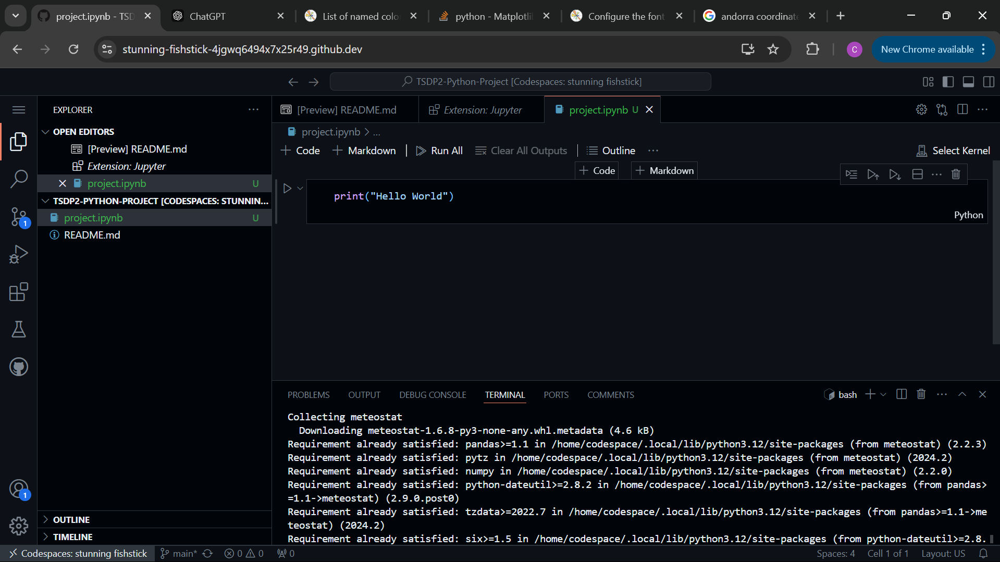 project.ipynb - TSD
ChatGPT
List of named colo
python - Matplotli
Configure the font
andorra coordinate
stunning-fishstick-4jgwq6494x7x25r49.github.dev
C
New Chrome available
TSDP2-Python-Project [Codespaces: stunning fishstick]
EXPLORER
[Preview] README.md
Extension: Jupyter
project.ipynb U
OPEN EDITORS
[Preview] README.md
Extension: Jupyter
project.ipynb U
TSDP2-PYTHON-PROJECT [CODESPACES: STUNNIN...
project.ipynb U
README.md
1
1
OUTLINE
TIMELINE
project.ipynb > ...
Code
Markdown
Run All
Clear All Outputs
Outline
Select Kernel
Code
Markdown
print("Hello World")
Python
PROBLEMS
OUTPUT
DEBUG CONSOLE
TERMINAL
PORTS
COMMENTS
bash
Collecting meteostat
Downloading meteostat-1.6.8-py3-none-any.whl.metadata (4.6 kB)
Requirement already satisfied: pandas>=1.1 in /home/codespace/.local/lib/python3.12/site-packages (from meteostat) (2.2.3)
Requirement already satisfied: pytz in /home/codespace/.local/lib/python3.12/site-packages (from meteostat) (2024.2)
Requirement already satisfied: numpy in /home/codespace/.local/lib/python3.12/site-packages (from meteostat) (2.2.0)
Requirement already satisfied: python-dateutil>=2.8.2 in /home/codespace/.local/lib/python3.12/site-packages (from pandas>
=1.1->meteostat) (2.9.0.post0)
Requirement already satisfied: tzdata>=2022.7 in /home/codespace/.local/lib/python3.12/site-packages (from pandas>=1.1->me
teostat) (2024.2)
Requirement already satisfied: six>=1.5 in /home/codespace/.local/lib/python3.12/site-packages (from python-dateutil>=2.8.
Codespaces: stunning fishstick
main*
0
0
0
Spaces: 4
Cell 1 of 1
Layout: US